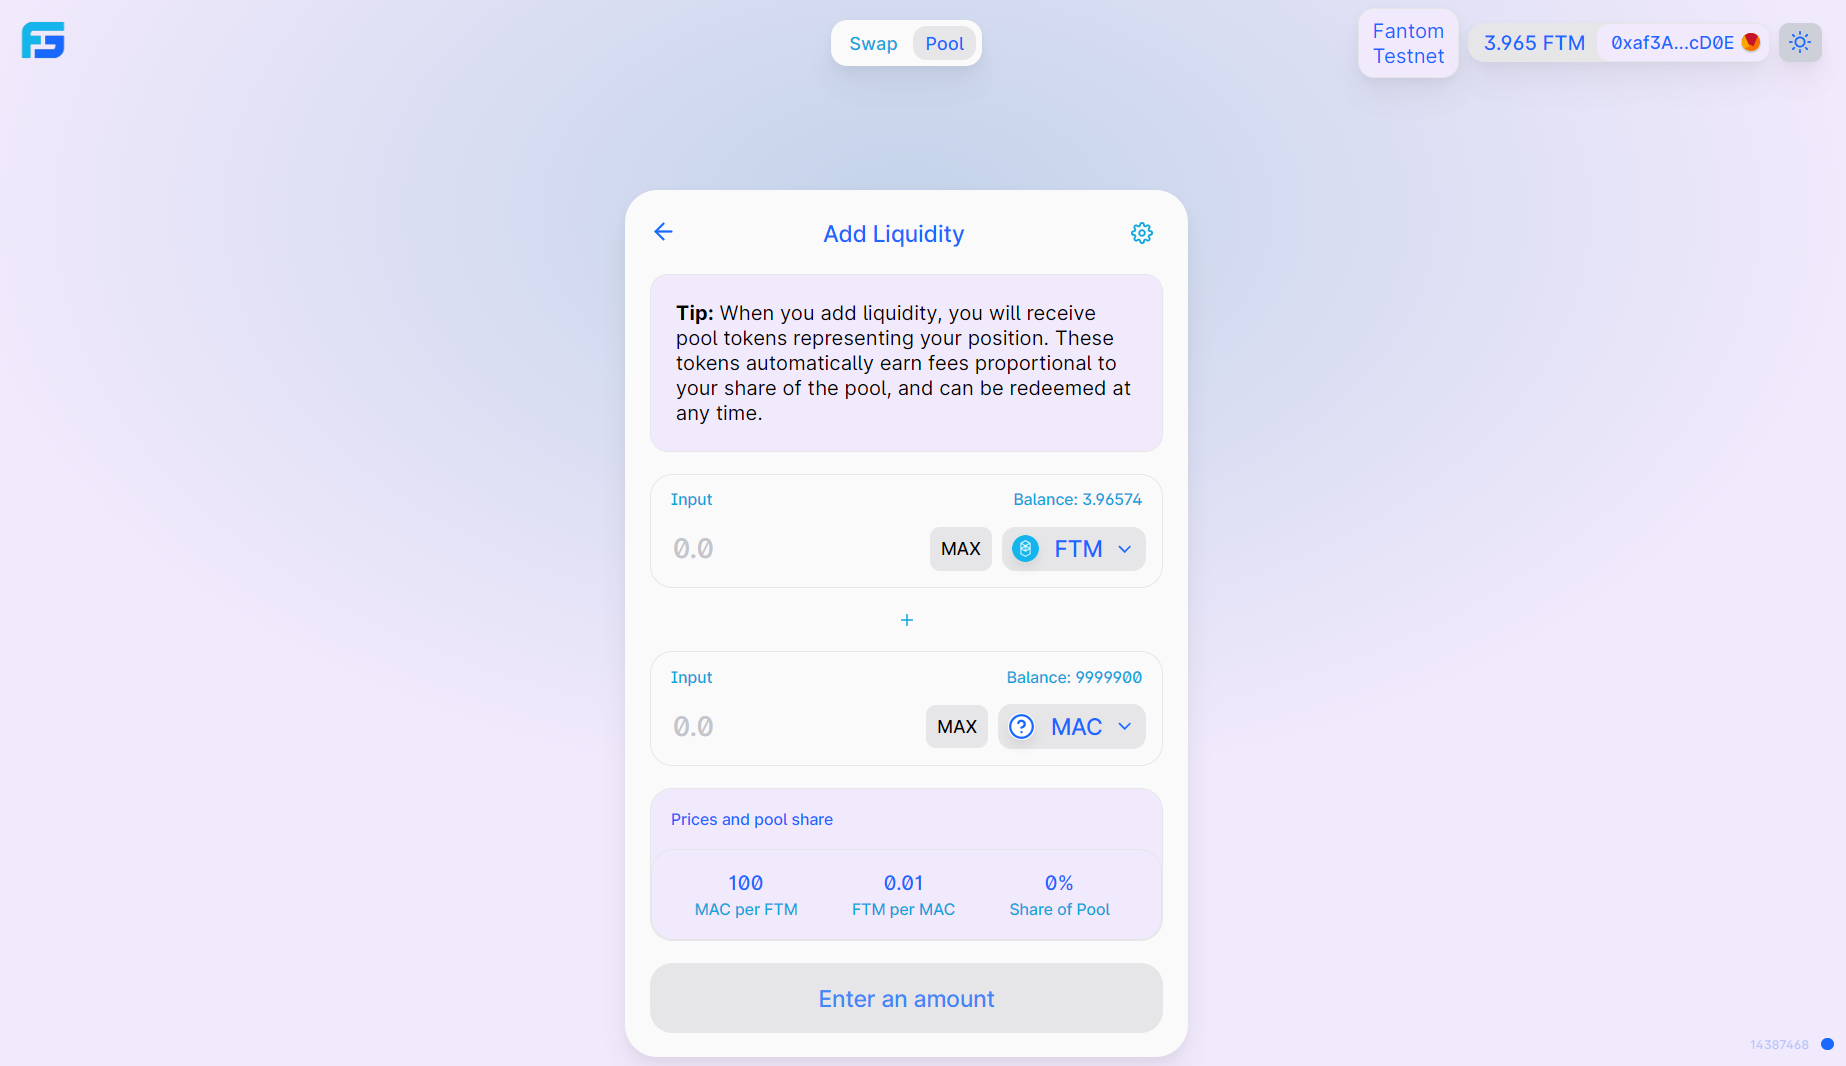 Swap Pool
Fantom
Testnet
3.965 FTM 0xaf3A...cD0E
Add Liquidity
Tip: When you add liquidity, you will receive
pool tokens representing your position. These
tokens automatically earn fees proportional to
your share of the pool, and can be redeemed at
any time.
Input Balance: 3.96574
0.0 MAX FTM
+
Input Balance: 9999900
0.0 MAX ? MAC
Prices and pool share
100 0.01 0%
MAC per FTM FTM per MAC Share of Pool
Enter an amount
14387468